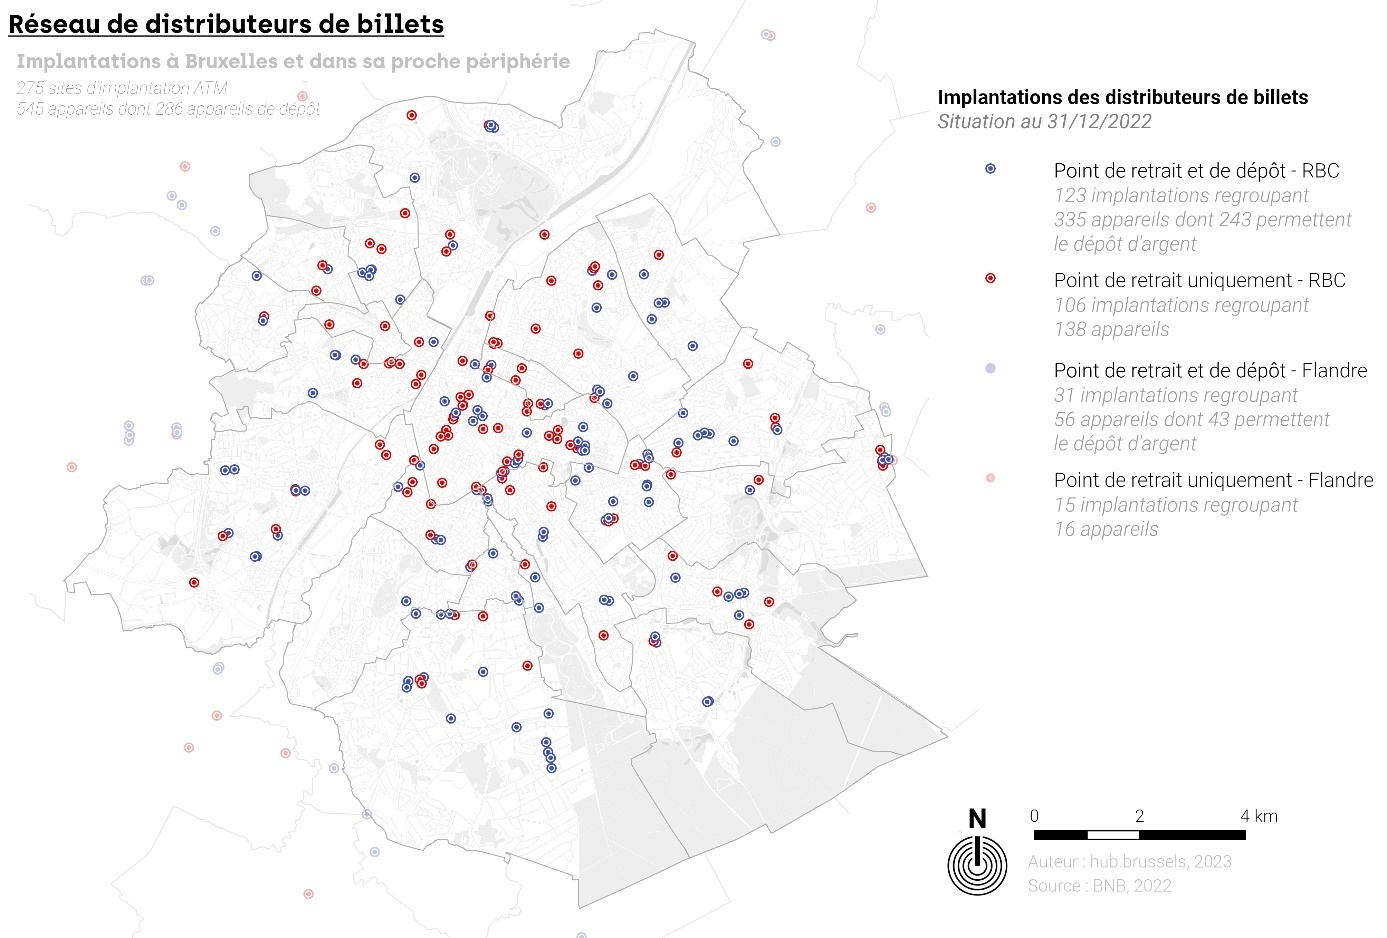 Réseau de distributeurs de billets
Implantations à Bruxelles et dans sa proche périphérie
275 sites d'implantation ATM
545 appareils dont 286 appareils de dépôt
Implantations des distributeurs de billets
Situation au 31/12/2022
Point de retrait et de dépôt - RBC
123 implantations regroupant
335 appareils dont 243 permettent
le dépôt d'argent
Point de retrait uniquement - RBC
106 implantations regroupant
138 appareils
Point de retrait et de dépôt - Flandre
31 implantations regroupant
56 appareils dont 43 permettent
le dépôt d'argent
Point de retrait uniquement - Flandre
15 implantations regroupant
16 appareils
N
0 2 4 km
Auteur : hub.brussels, 2023
Source : BNB, 2022